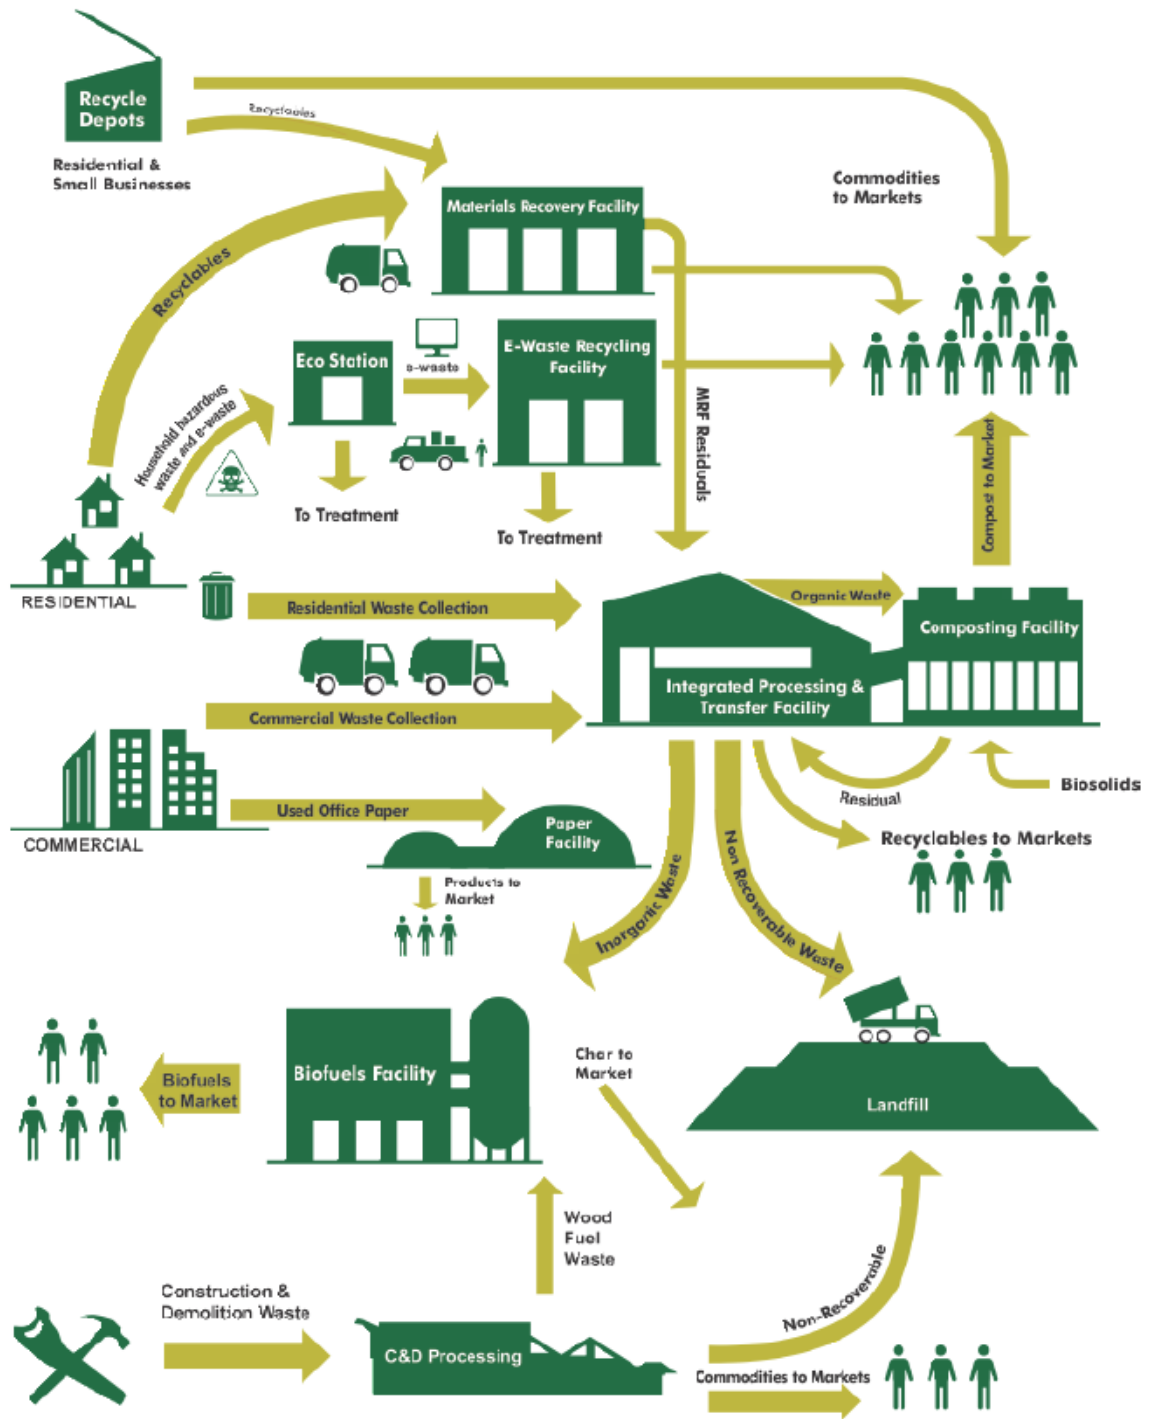 Recycle
Depots
Recyclables
Residential &
Small Businesses
Commodities
to Markets
Materials Recovery Facility
Recyclables
E-Waste Recycling
Facility
Eco Station
e-waste
Household hazardous
waste and e-waste
MRF Residuals
Compost to Market
To Treatment
To Treatment
RESIDENTIAL
Residential Waste Collection
Organic Waste
Composting Facility
Integrated Processing &
Transfer Facility
Commercial Waste Collection
Biosolids
Residual
Used Office Paper
Paper
Facility
COMMERCIAL
Recyclables to Markets
Products to
Market
Inorganic Waste
Non Recoverable Waste
Char to
Market
Biofuels Facility
Biofuels
to Market
Landfill
Wood
Fuel
Waste
Construction &
Demolition Waste
Non-Recoverable
C&D Processing
Commodities to Markets